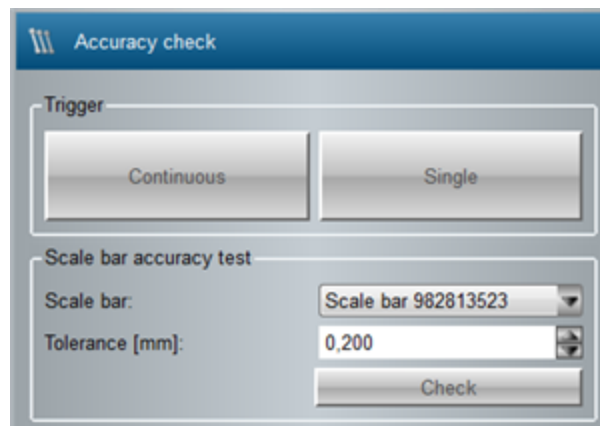 Accuracy check
Trigger
Continuous Single
Scale bar accuracy test
Scale bar: Scale bar 982813523
Tolerance [mm]: 0,200
Check